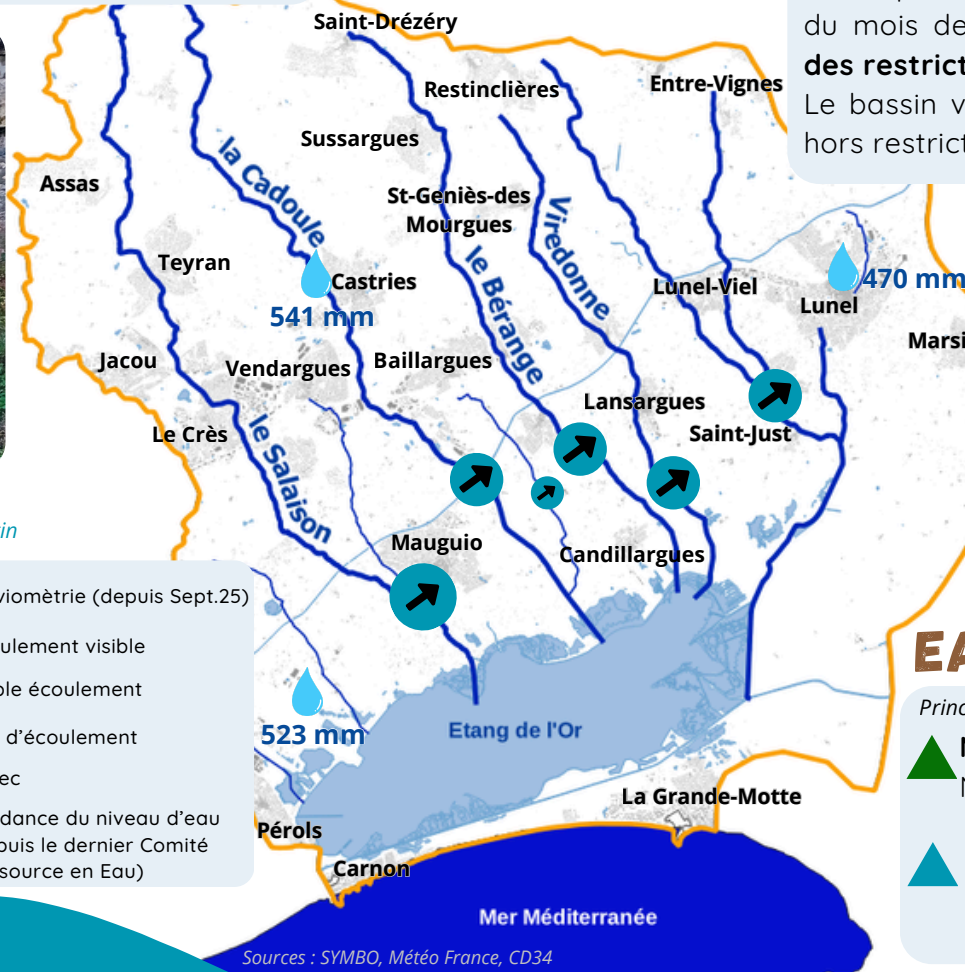 du mois de
des restrict
Le bassin v
hors restrict
Saint-Drézéry
Restinclières
Entre-Vignes
Sussargues
Assas
la Cadoule
St-Geniès-des
Mourgues
Viredonne
Teyran
le Bérange
Castries
541 mm
Lunel-Viel
470 mm
Lunel
Marsi
Jacou
Vendargues
Baillargues
Lansargues
Saint-Just
Le Crès
le Salaison
in
Mauguio
Candillargues
viomètrie (depuis Sept.25)
ulement visible
ble écoulement
d’écoulement
ec
dance du niveau d’eau
puis le dernier Comité
source en Eau)
523 mm
Etang de l'Or
EA
Princ
La Grande-Motte
Pérols
Carnon
Mer Méditerranée
Sources : SYMBO, Météo France, CD34